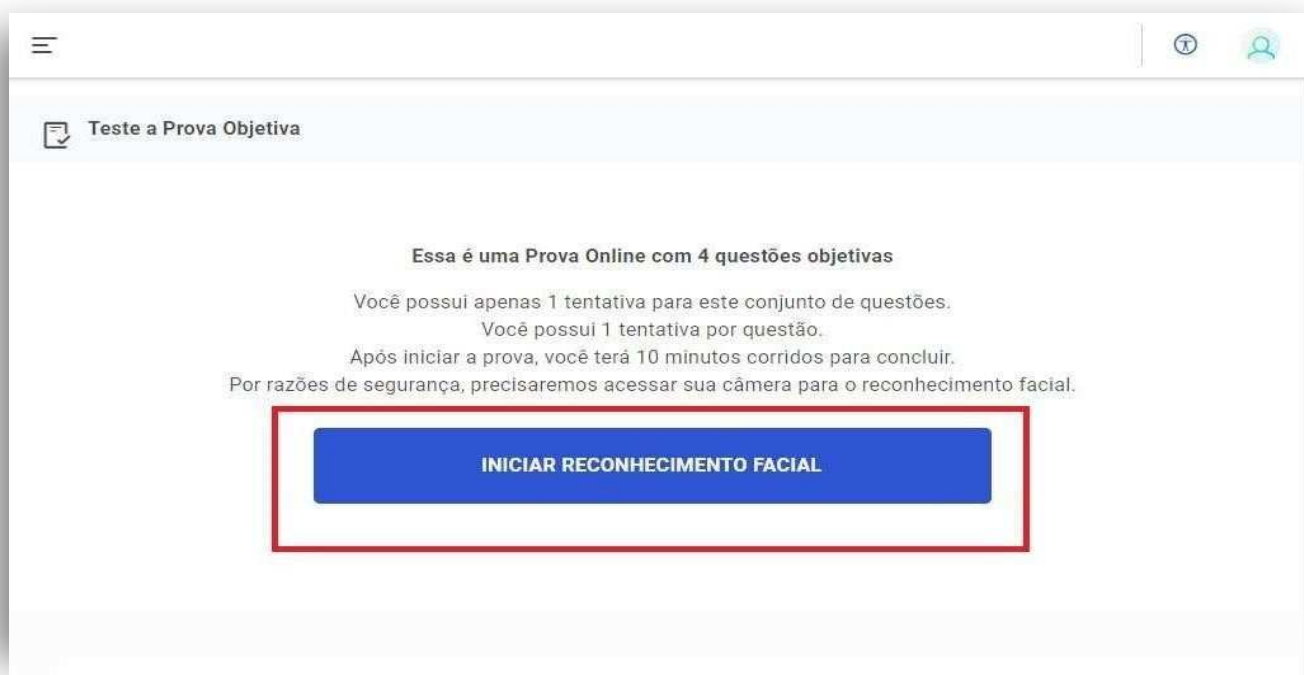 Teste a Prova Objetiva
Essa é uma Prova Online com 4 questões objetivas
Você possui apenas 1 tentativa para este conjunto de questões.
Você possui 1 tentativa por questão.
Após iniciar a prova, você terá 10 minutos corridos para concluir.
Por razões de segurança, precisaremos acessar sua câmera para o reconhecimento facial.
INICIAR RECONHECIMENTO FACIAL